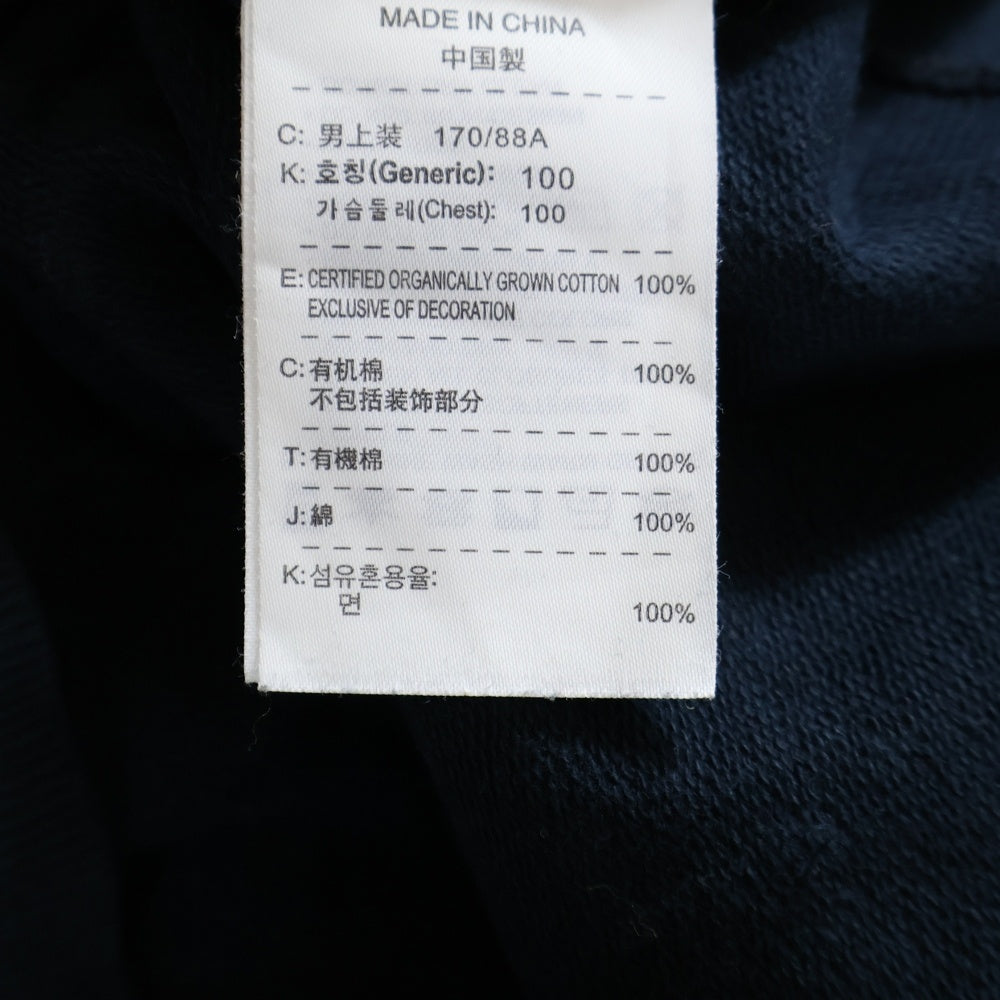 MADE IN CHINA
中国製
C: 男上装 170/88A
K: 호칭(Generic): 100
가슴둘레(Chest): 100
E: CERTIFIED ORGANICALLY GROWN COTTON 100%
EXCLUSIVE OF DECORATION
C: 有机棉 100%
不包括装饰部分
T: 有機棉 100%
J: 綿 100%
K: 섬유혼용율:
면 100%